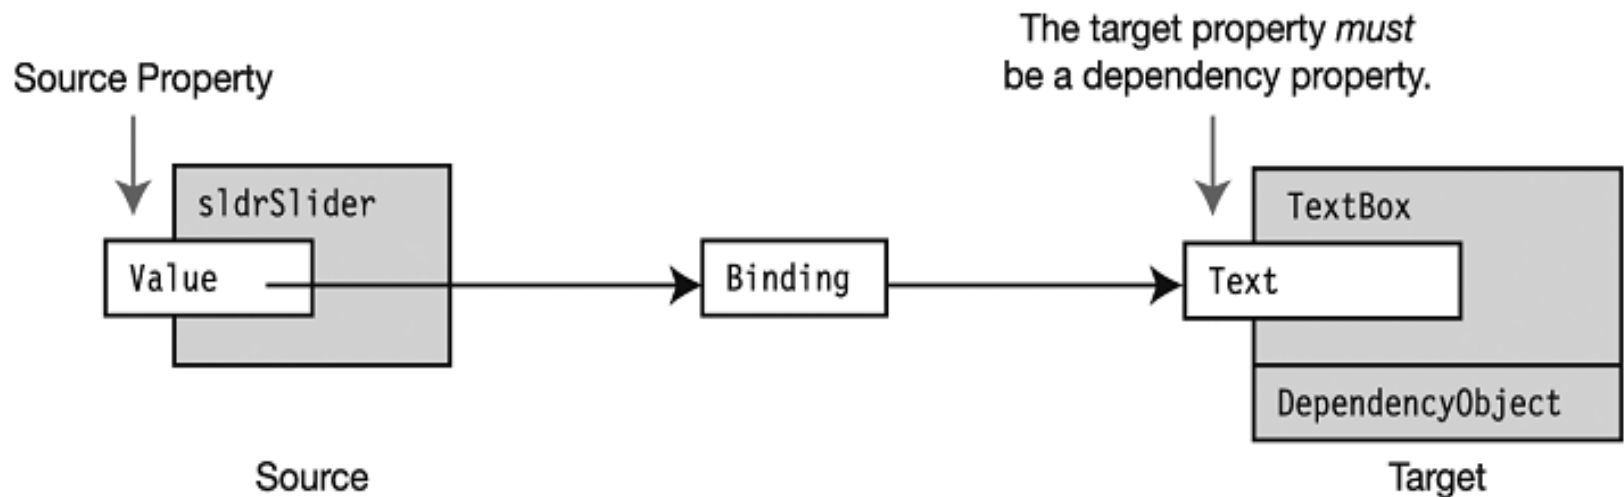 Source Property
The target property must
be a dependency property.
sldrSlider
Value
Binding
TextBox
Text
DependencyObject
Source
Target